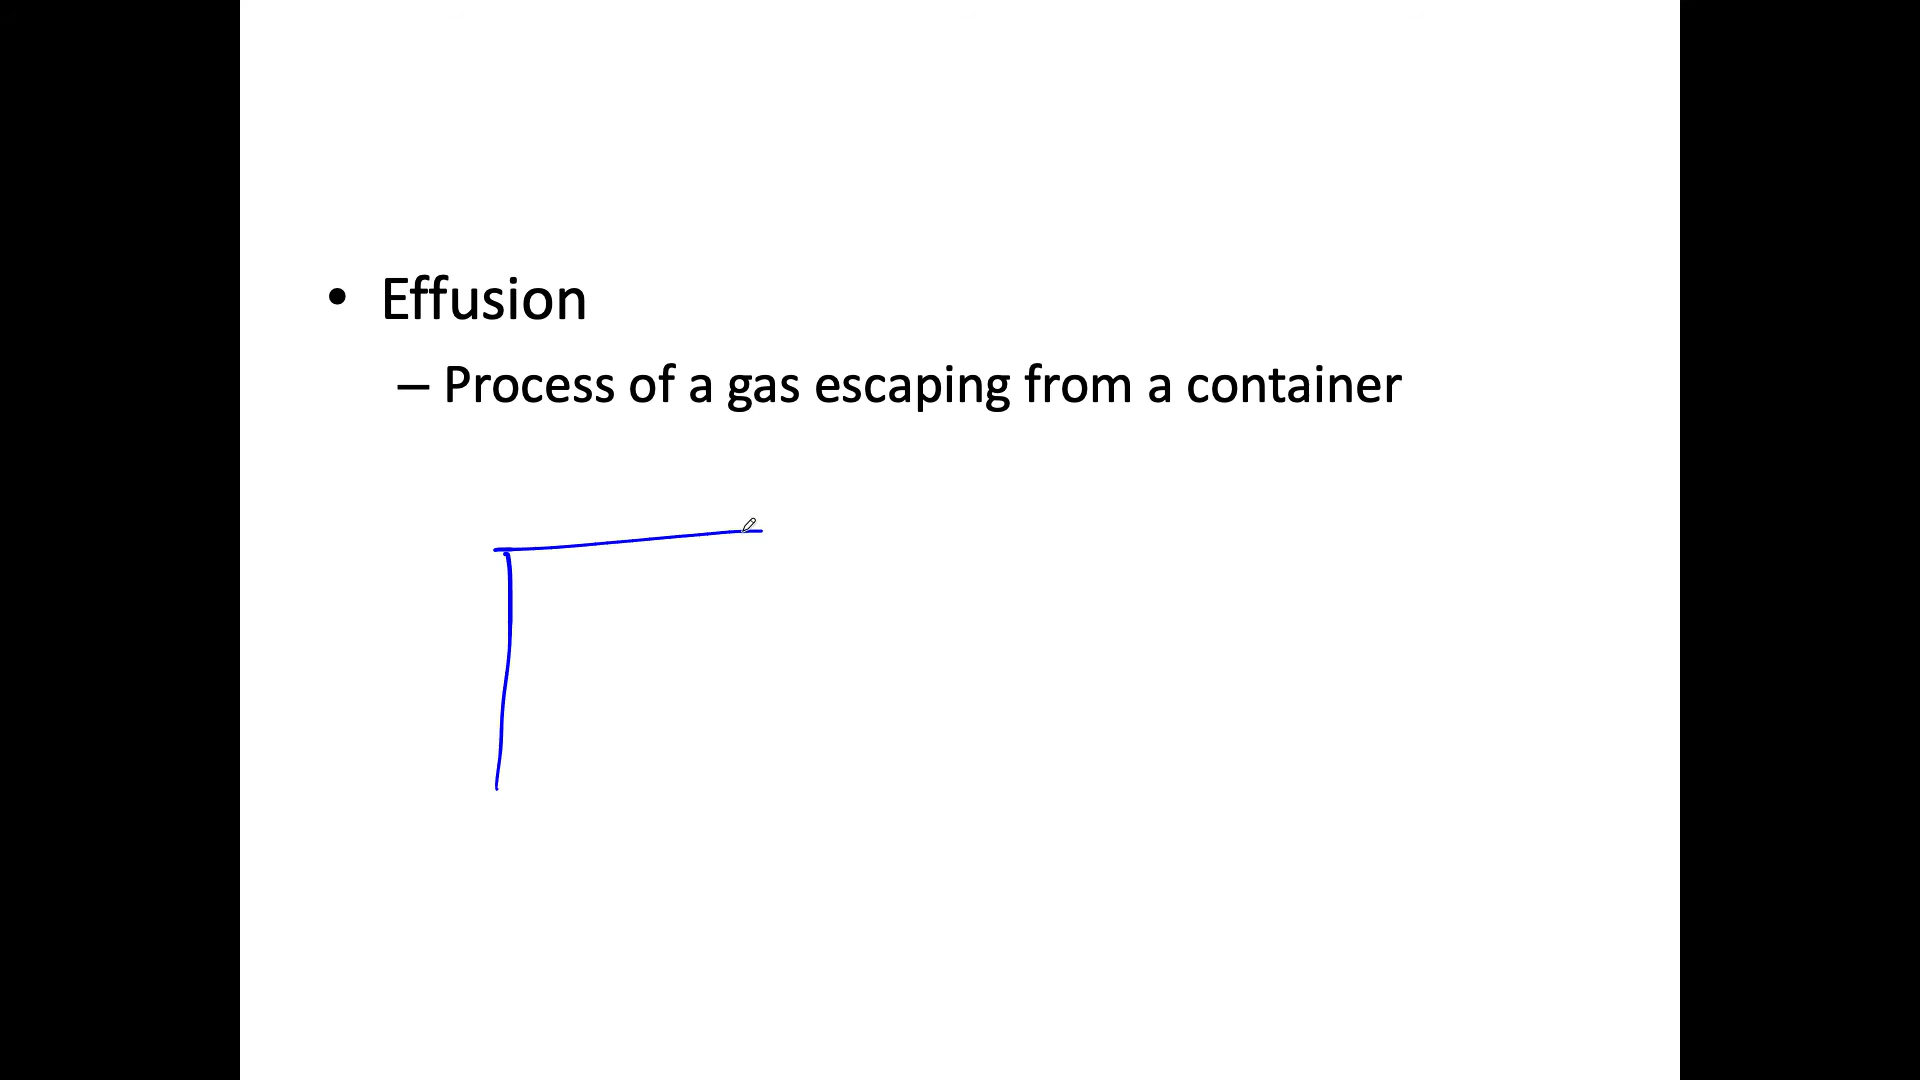 • Effusion
– Process of a gas escaping from a container